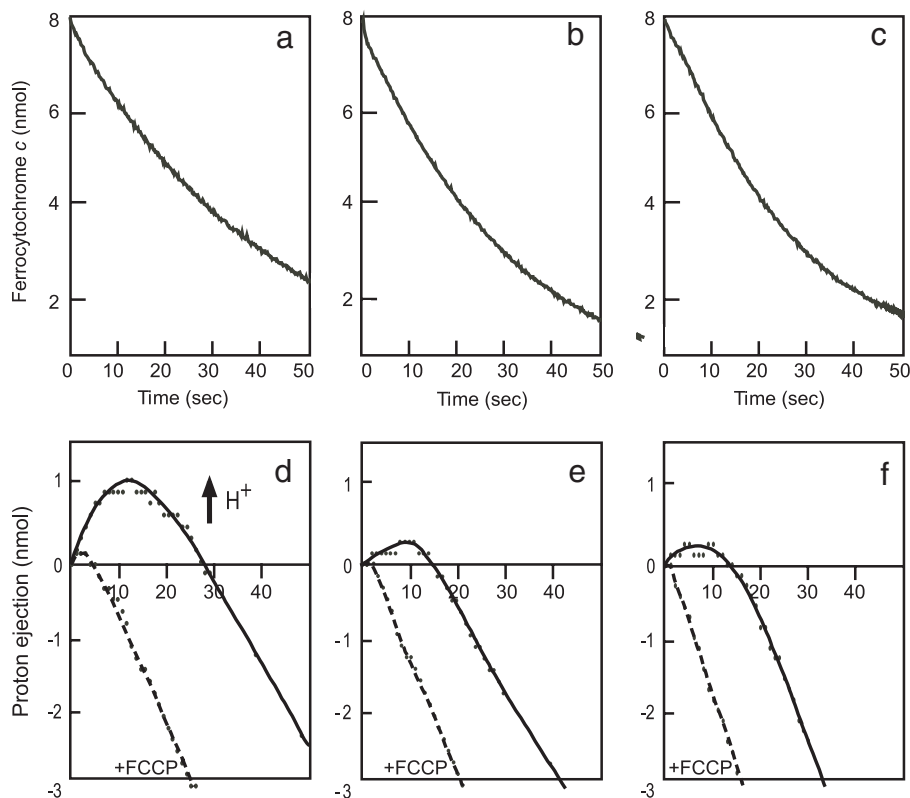 Ferrocytochrome c (nmol)
8
6
4
2
a
0 10 20 30 40 50
Time (sec)
8
6
4
2
b
0 10 20 30 40 50
Time (sec)
8
6
4
2
c
0 10 20 30 40 50
Time (sec)
Proton ejection (nmol)
1
0
-1
-2
-3
d
H+
10 20 30 40
+FCCP
1
0
-1
-2
-3
e
10 20 30 40
+FCCP
1
0
-1
-2
-3
f
10 20 30 40
+FCCP